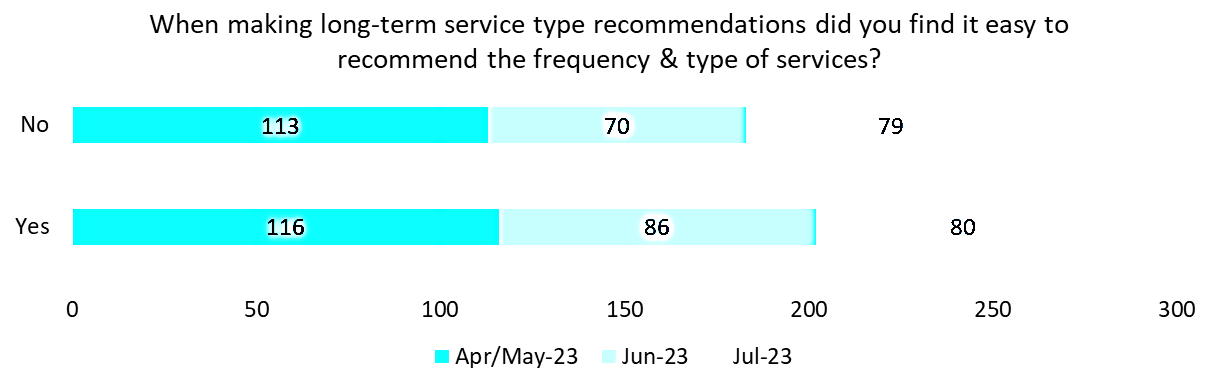 When making long-term service type recommendations did you find it easy to
recommend the frequency & type of services?
No 113 70 79
Yes 116 86 80
0 50 100 150 200 250 300
Apr/May-23 Jun-23 Jul-23